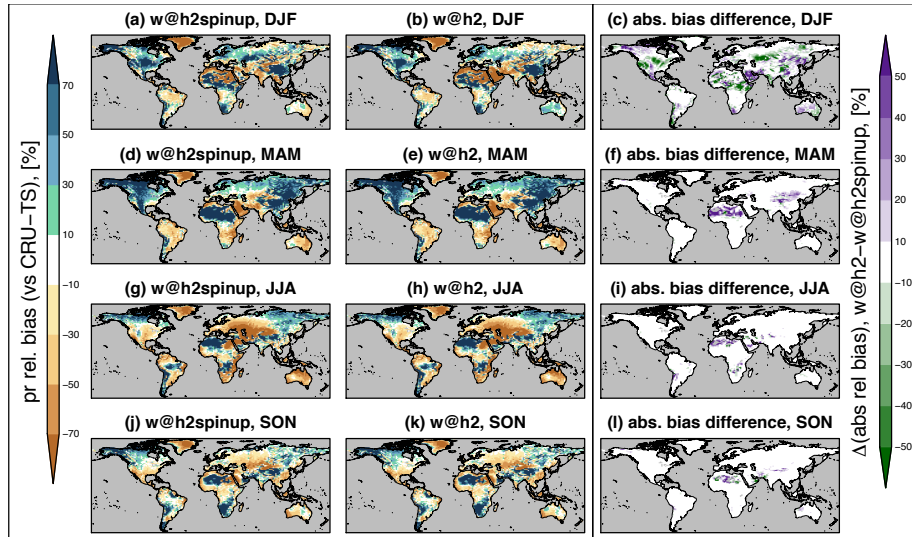 (a) w@h2spinup, DJF
(b) w@h2, DJF
(c) abs. bias difference, DJF
(d) w@h2spinup, MAM
(e) w@h2, MAM
(f) abs. bias difference, MAM
(g) w@h2spinup, JJA
(h) w@h2, JJA
(i) abs. bias difference, JJA
(j) w@h2spinup, SON
(k) w@h2, SON
(l) abs. bias difference, SON
pr rel. bias (vs CRU−TS), [%]
70
50
30
10
−10
−30
−50
−70
Δ(abs rel bias), w@h2−w@h2spinup, [%]
50
40
30
20
10
−10
−20
−30
−40
−50